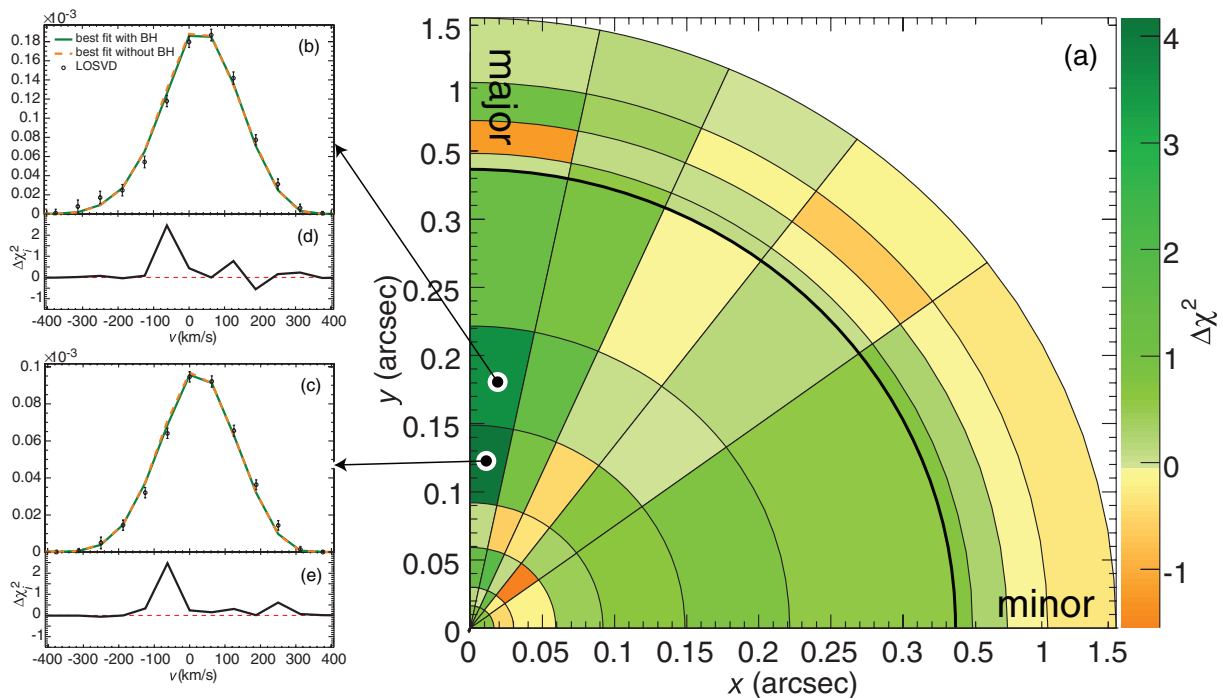 ×10⁻³
(b)
best fit with BH
best fit without BH
LOSVD
0.18
0.16
0.14
0.12
0.1
0.08
0.06
0.04
0.02
0
(d)
Δχ²ᵢ
2
1
0
-1
-400 -300 -200 -100 0 100 200 300 400
v(km/s)
×10⁻³
(c)
0.1
0.08
0.06
0.04
0.02
0
(e)
Δχ²ᵢ
2
1
0
-1
-400 -300 -200 -100 0 100 200 300 400
v(km/s)
(a)
major
minor
y (arcsec)
1.5
1
0.5
0.3
0.25
0.2
0.15
0.1
0.05
0
0 0.05 0.1 0.15 0.2 0.25 0.3 0.5 1 1.5
x (arcsec)
4
3
2
1
0
-1
Δχ²